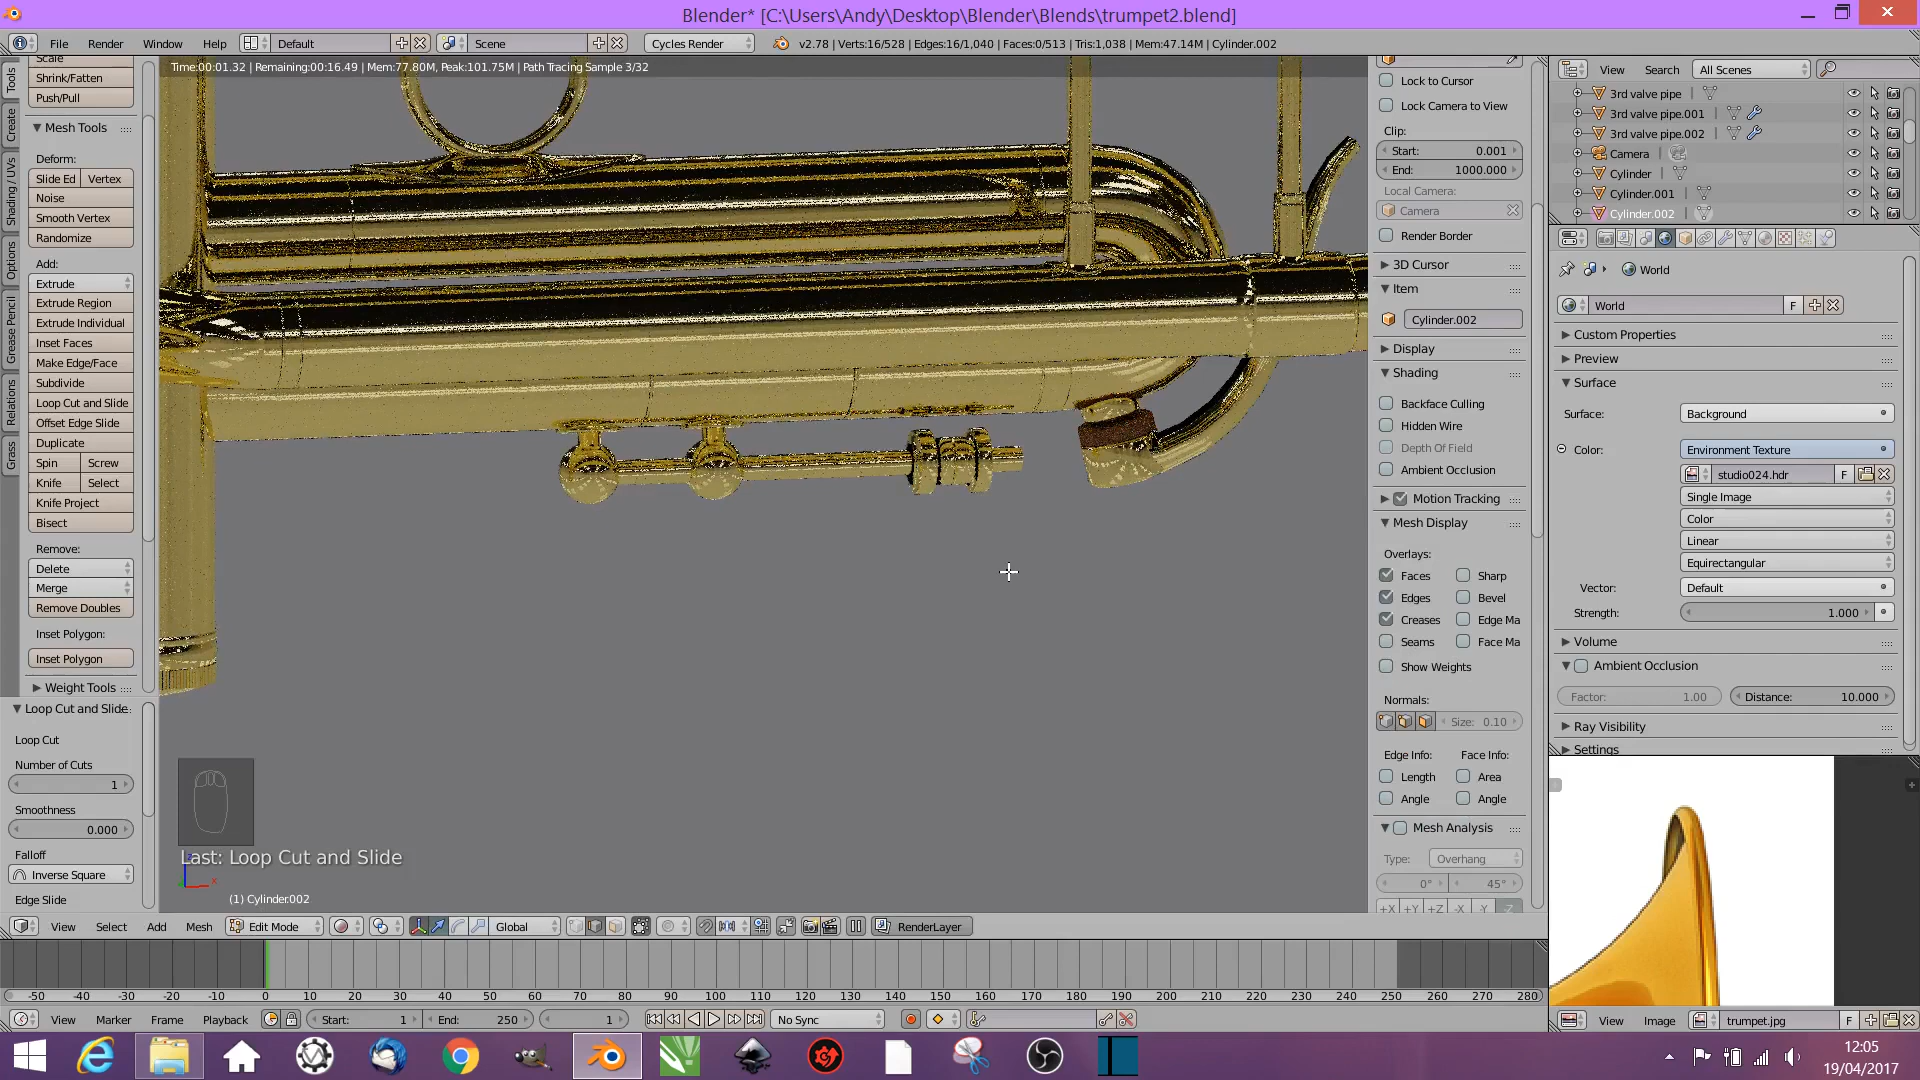 Blender* [C:\Users\Andy\Desktop\Blender\Blends\trumpet2.blend]
File Render Window Help Default Scene Cycles Render v2.78 | Verts:16/528 | Edges:16/1,040 | Faces:0/513 | Tris:1,038 | Mem:47.14M | Cylinder.002
Time:00:01.32 | Remaining:00:16.49 | Mem:77.80M, Peak:101.75M | Path Tracing Sample 3/32
Tools
Create
Shading / UVs
Options
Grease Pencil
Relations
Grass
Scale
Shrink/Fatten
Push/Pull
Mesh Tools
Deform:
Slide Ed Vertex
Noise
Smooth Vertex
Randomize
Add:
Extrude
Extrude Region
Extrude Individual
Inset Faces
Make Edge/Face
Subdivide
Loop Cut and Slide
Offset Edge Slide
Duplicate
Spin Screw
Knife Select
Knife Project
Bisect
Remove:
Delete
Merge
Remove Doubles
Inset Polygon:
Inset Polygon
Weight Tools
Loop Cut and Slide
Loop Cut
Number of Cuts
1
Smoothness
0.000
Falloff
Inverse Square
Edge Slide
Last: Loop Cut and Slide
(1) Cylinder.002
Lock to Cursor
Lock Camera to View
Clip:
Start: 0.001
End: 1000.000
Local Camera:
Camera
Render Border
3D Cursor
Item
Cylinder.002
Display
Shading
Backface Culling
Hidden Wire
Depth Of Field
Ambient Occlusion
Motion Tracking
Mesh Display
Overlays:
Faces Sharp
Edges Bevel
Creases Edge Ma
Seams Face Ma
Show Weights
Normals:
Size: 0.10
Edge Info: Face Info:
Length Area
Angle Angle
Mesh Analysis
Type: Overhang
0° 45°
+X +Y +Z -X -Y -Z
View Search All Scenes
3rd valve pipe
3rd valve pipe.001
3rd valve pipe.002
Camera
Cylinder
Cylinder.001
Cylinder.002
World
World F
Custom Properties
Preview
Surface
Surface: Background
Color: Environment Texture
studio024.hdr F
Single Image
Color
Linear
Equirectangular
Vector: Default
Strength: 1.000
Volume
Ambient Occlusion
Factor: 1.00 Distance: 10.000
Ray Visibility
Settings
View Select Add Mesh Edit Mode Global RenderLayer
-50 -40 -30 -20 -10 0 10 20 30 40 50 60 70 80 90 100 110 120 130 140 150 160 170 180 190 200 210 220 230 240 250 260 270 280
View Marker Frame Playback Start: 1 End: 250 1 No Sync
View Image trumpet.jpg F
12:05
19/04/2017